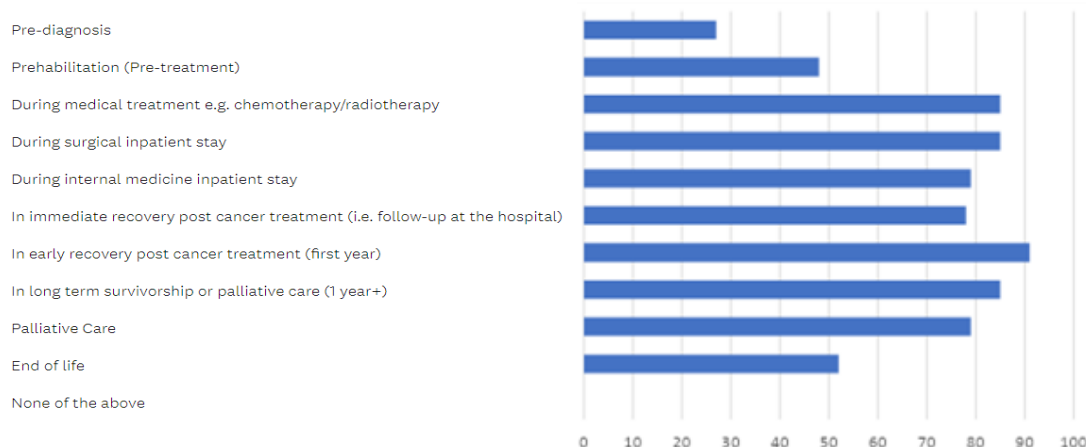 Pre-diagnosis
Prehabilitation (Pre-treatment)
During medical treatment e.g. chemotherapy/radiotherapy
During surgical inpatient stay
During internal medicine inpatient stay
In immediate recovery post cancer treatment (i.e. follow-up at the hospital)
In early recovery post cancer treatment (first year)
In long term survivorship or palliative care (1 year+)
Palliative Care
End of life
None of the above
0 10 20 30 40 50 60 70 80 90 100